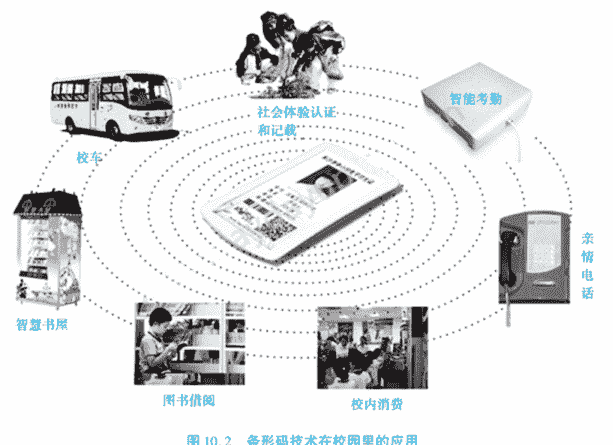 社会体验认证
和记载
智能考勤
校车
亲情电话
智慧书屋
图书借阅
校内消费
图 10.2 条形码技术在校园里的应用